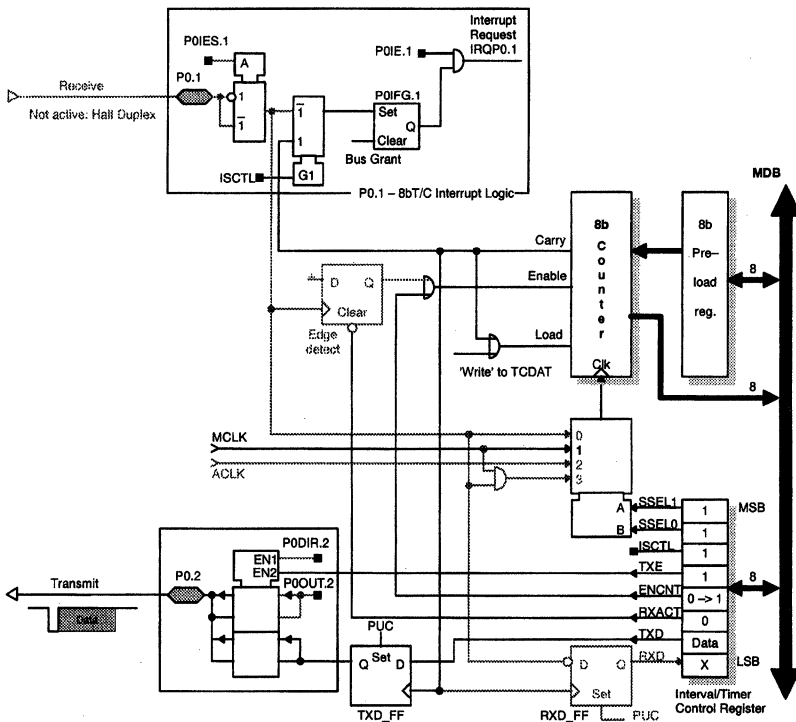 Interrupt
Request
IRQP0.1
P0IES.1
P0IE.1
A
P0.1
Receive
P0IFG.1
1
1
1
1
Set
Q
Clear
Not active: Half Duplex
Bus Grant
ISCTL
G1
P0.1 – 8bT/C Interrupt Logic
MDB
8b
Counter
8b
Pre–
load
reg.
Carry
Enable
Load
Clk
8
8
D
Q
Clear
Edge
detect
'Write' to TCDAT
MCLK
ACLK
0
1
2
3
A
B
SSEL1
SSEL0
ISCTL
TXE
ENCNT
RXACT
TXD
RXD
1
1
1
1
0 –> 1
0
Data
X
MSB
8
LSB
Interval/Timer
Control Register
P0DIR.2
EN1
EN2
P0OUT.2
Transmit
P0.2
Data
PUC
Q
Set
D
TXD_FF
D
Q
Set
RXD_FF
PUC